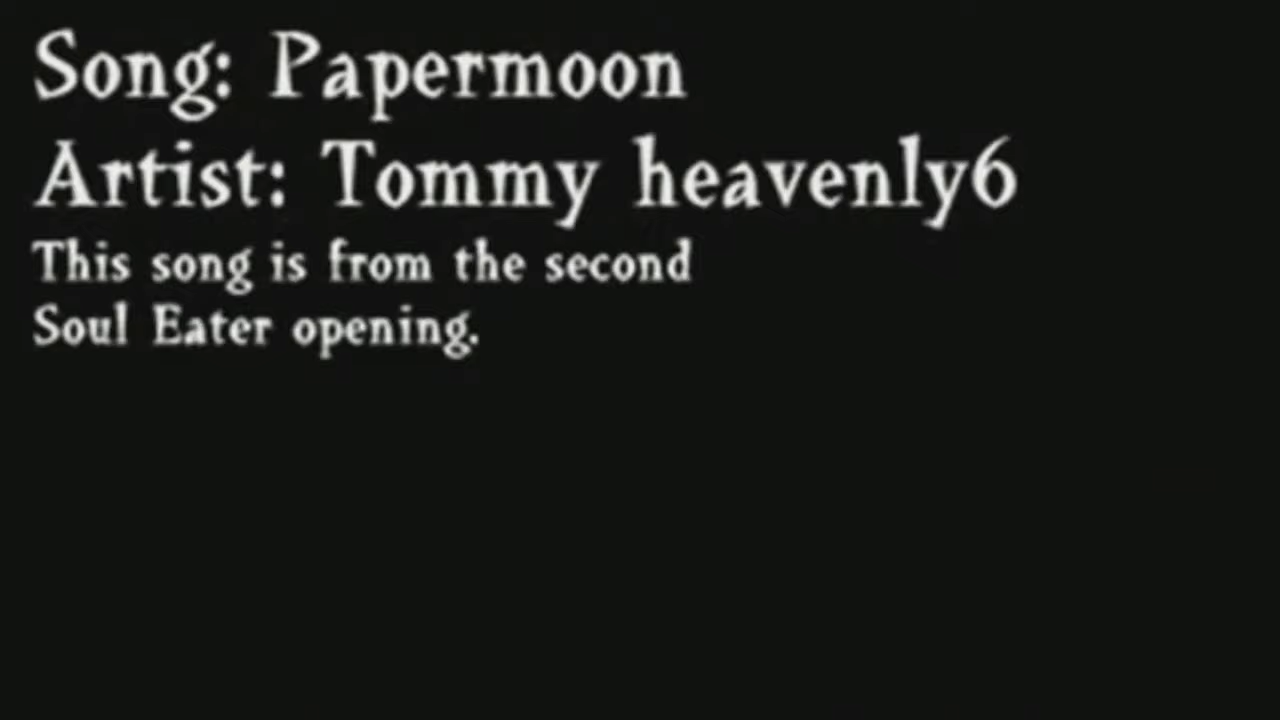 Song: Papermoon
Artist: Tommy heavenly6
This song is from the second
Soul Eater opening.